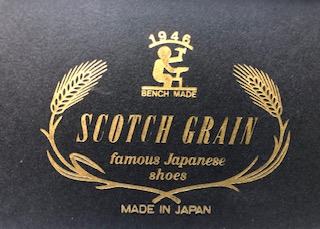 1946
BENCH MADE
SCOTCH GRAIN
famous Japanese
shoes
MADE IN JAPAN